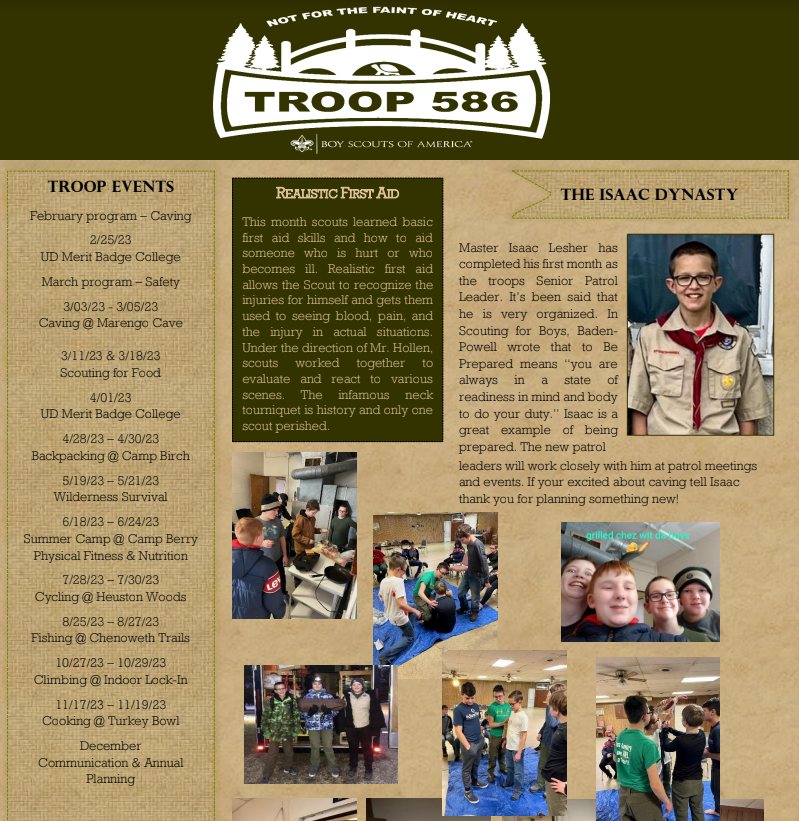 NOT FOR THE FAINT OF HEART
TROOP 586
BOY SCOUTS OF AMERICA
TROOP EVENTS
February program – Caving
2/25/23
UD Merit Badge College
March program – Safety
3/03/23 - 3/05/23
Caving @ Marengo Cave
3/11/23 & 3/18/23
Scouting for Food
4/01/23
UD Merit Badge College
4/28/23 – 4/30/23
Backpacking @ Camp Birch
5/19/23 – 5/21/23
Wilderness Survival
6/18/23 – 6/24/23
Summer Camp @ Camp Berry
Physical Fitness & Nutrition
7/28/23 – 7/30/23
Cycling @ Heuston Woods
8/25/23 – 8/27/23
Fishing @ Chenoweth Trails
10/27/23 – 10/29/23
Climbing @ Indoor Lock-In
11/17/23 – 11/19/23
Cooking @ Turkey Bowl
December
Communication & Annual
Planning
REALISTIC FIRST AID
This month scouts learned basic
first aid skills and how to aid
someone who is hurt or who
becomes ill. Realistic first aid
allows the Scout to recognize the
injuries for himself and gets them
used to seeing blood, pain, and
the injury in actual situations.
Under the direction of Mr. Hollen,
scouts worked together to
evaluate and react to various
scenes. The infamous neck
tourniquet is history and only one
scout perished.
THE ISAAC DYNASTY
Master Isaac Lesher has
completed his first month as
the troops Senior Patrol
Leader. It's been said that
he is very organized. In
Scouting for Boys, Baden-
Powell wrote that to Be
Prepared means "you are
always in a state of
readiness in mind and body
to do your duty." Isaac is a
great example of being
prepared. The new patrol
leaders will work closely with him at patrol meetings
and events. If your excited about caving tell Isaac
thank you for planning something new!
grilled chez wit da